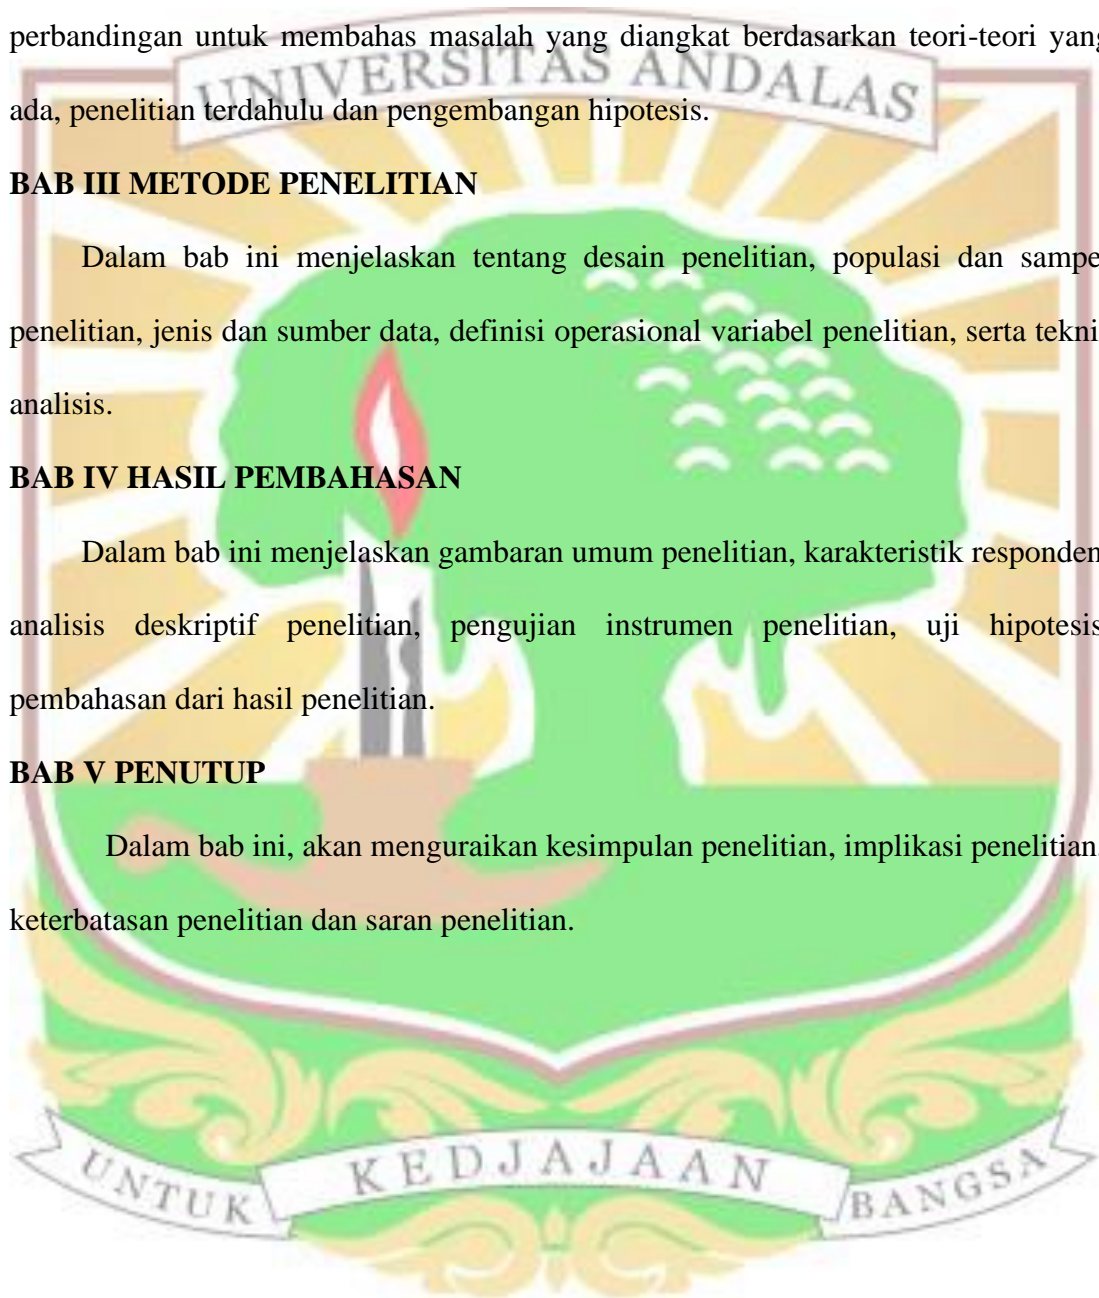 perbandingan untuk membahas masalah yang diangkat berdasarkan teori-teori yang
UNIVERSITAS ANDALAS
ada, penelitian terdahulu dan pengembangan hipotesis.
BAB III METODE PENELITIAN
Dalam bab ini menjelaskan tentang desain penelitian, populasi dan sampe
penelitian, jenis dan sumber data, definisi operasional variabel penelitian, serta tekni
analisis.
BAB IV HASIL PEMBAHASAN
Dalam bab ini menjelaskan gambaran umum penelitian, karakteristik responden
analisis deskriptif penelitian, pengujian instrumen penelitian, uji hipotesis
pembahasan dari hasil penelitian.
BAB V PENUTUP
Dalam bab ini, akan menguraikan kesimpulan penelitian, implikasi penelitian,
keterbatasan penelitian dan saran penelitian.
UNTUK KEDJAJAAN BANGSA